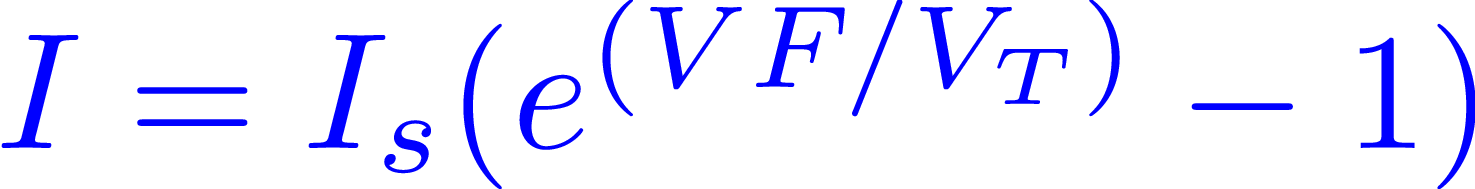 I = I_s(e^{(VF/V_T)} - 1)